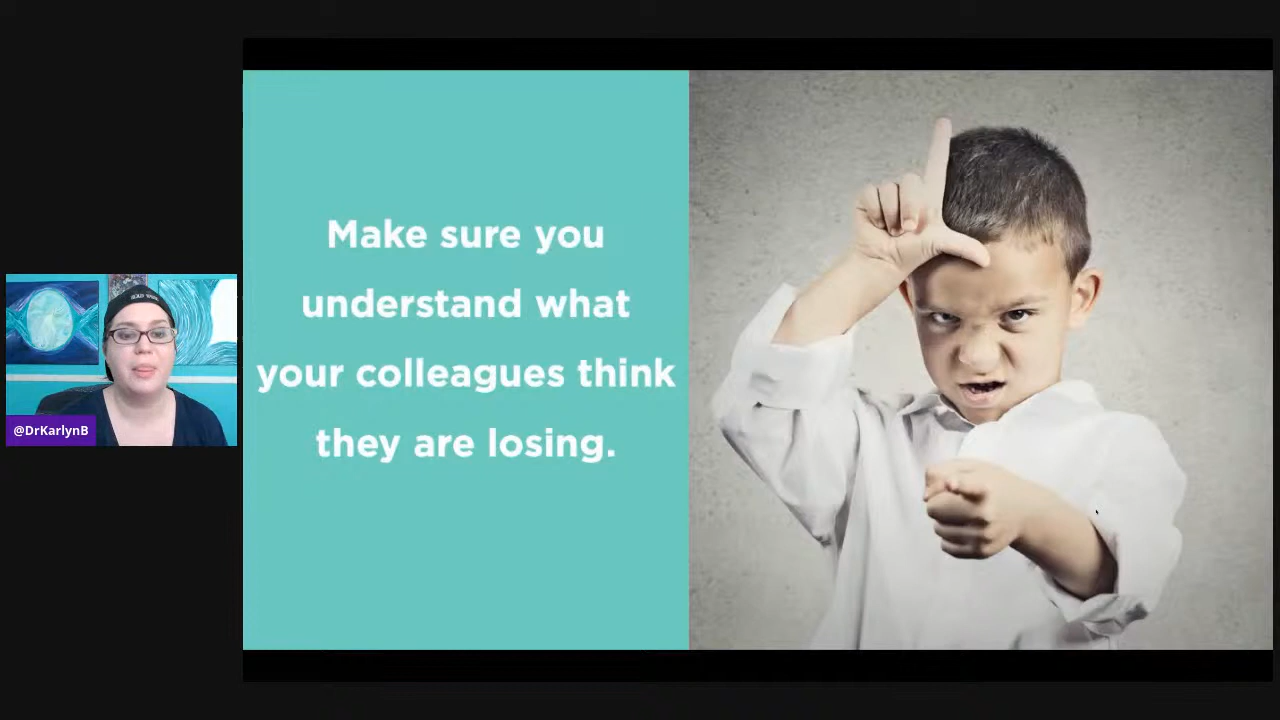 Make sure you
understand what
your colleagues think
they are losing.
@DrKarlynB